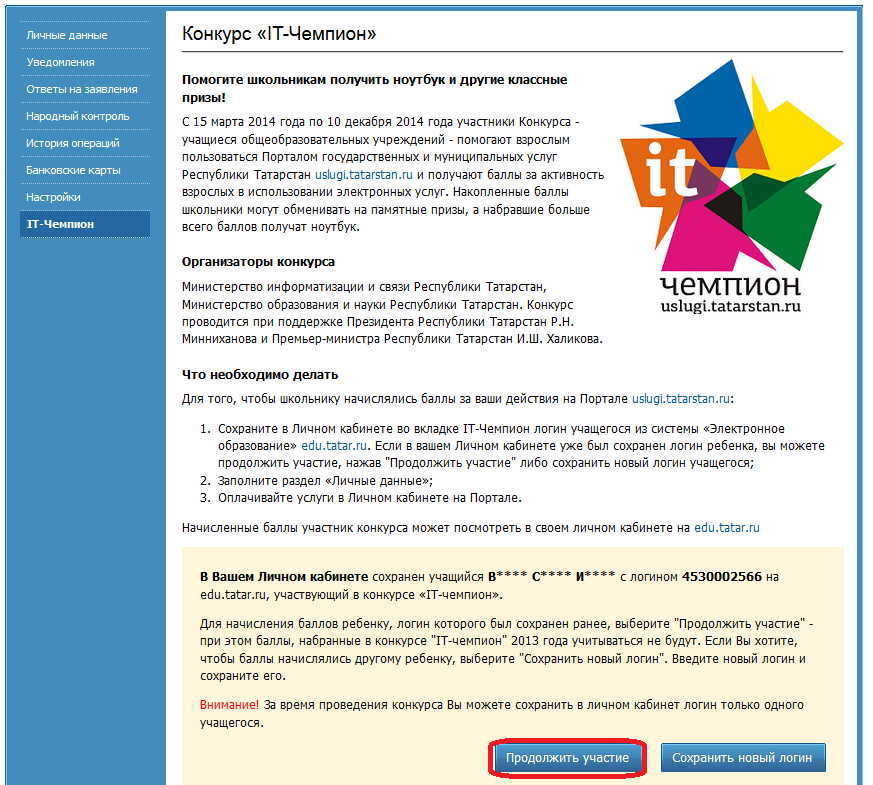 Личные данные
Уведомления
Ответы на заявления
Народный контроль
История операций
Банковские карты
Настройки
IT-Чемпион
Конкурс «IT-Чемпион»
Помогите школьникам получить ноутбук и другие классные
призы!
С 15 марта 2014 года по 10 декабря 2014 года участники Конкурса -
учащиеся общеобразовательных учреждений - помогают взрослым
пользоваться Порталом государственных и муниципальных услуг
Республики Татарстан uslugi.tatarstan.ru и получают баллы за активность
взрослых в использовании электронных услуг. Накопленные баллы
школьники могут обменивать на памятные призы, а набравшие больше
всего баллов получат ноутбук.
it
чемпион
uslugi.tatarstan.ru
Организаторы конкурса
Министерство информатизации и связи Республики Татарстан,
Министерство образования и науки Республики Татарстан. Конкурс
проводится при поддержке Президента Республики Татарстан Р.Н.
Минниханова и Премьер-министра Республики Татарстан И.Ш. Халикова.
Что необходимо делать
Для того, чтобы школьнику начислялись баллы за ваши действия на Портале uslugi.tatarstan.ru:
1. Сохраните в Личном кабинете во вкладке IT-Чемпион логин учащегося из системы «Электронное
образование» edu.tatar.ru. Если в вашем Личном кабинете уже был сохранен логин ребенка, вы можете
продолжить участие, нажав "Продолжить участие" либо сохранить новый логин учащегося;
2. Заполните раздел «Личные данные»;
3. Оплачивайте услуги в Личном кабинете на Портале.
Начисленные баллы участник конкурса может посмотреть в своем личном кабинете на edu.tatar.ru
В Вашем Личном кабинете сохранен учащийся В**** С**** И**** с логином 4530002566 на
edu.tatar.ru, участвующий в конкурсе «IT-чемпион».
Для начисления баллов ребенку, логин которого был сохранен ранее, выберите "Продолжить участие" -
при этом баллы, набранные в конкурсе "IT-чемпион" 2013 года учитываться не будут. Если Вы хотите,
чтобы баллы начислялись другому ребенку, выберите "Сохранить новый логин". Введите новый логин и
сохраните его.
Внимание! За время проведения конкурса Вы можете сохранить в личном кабинет логин только одного
учащегося.
Продолжить участие
Сохранить новый логин